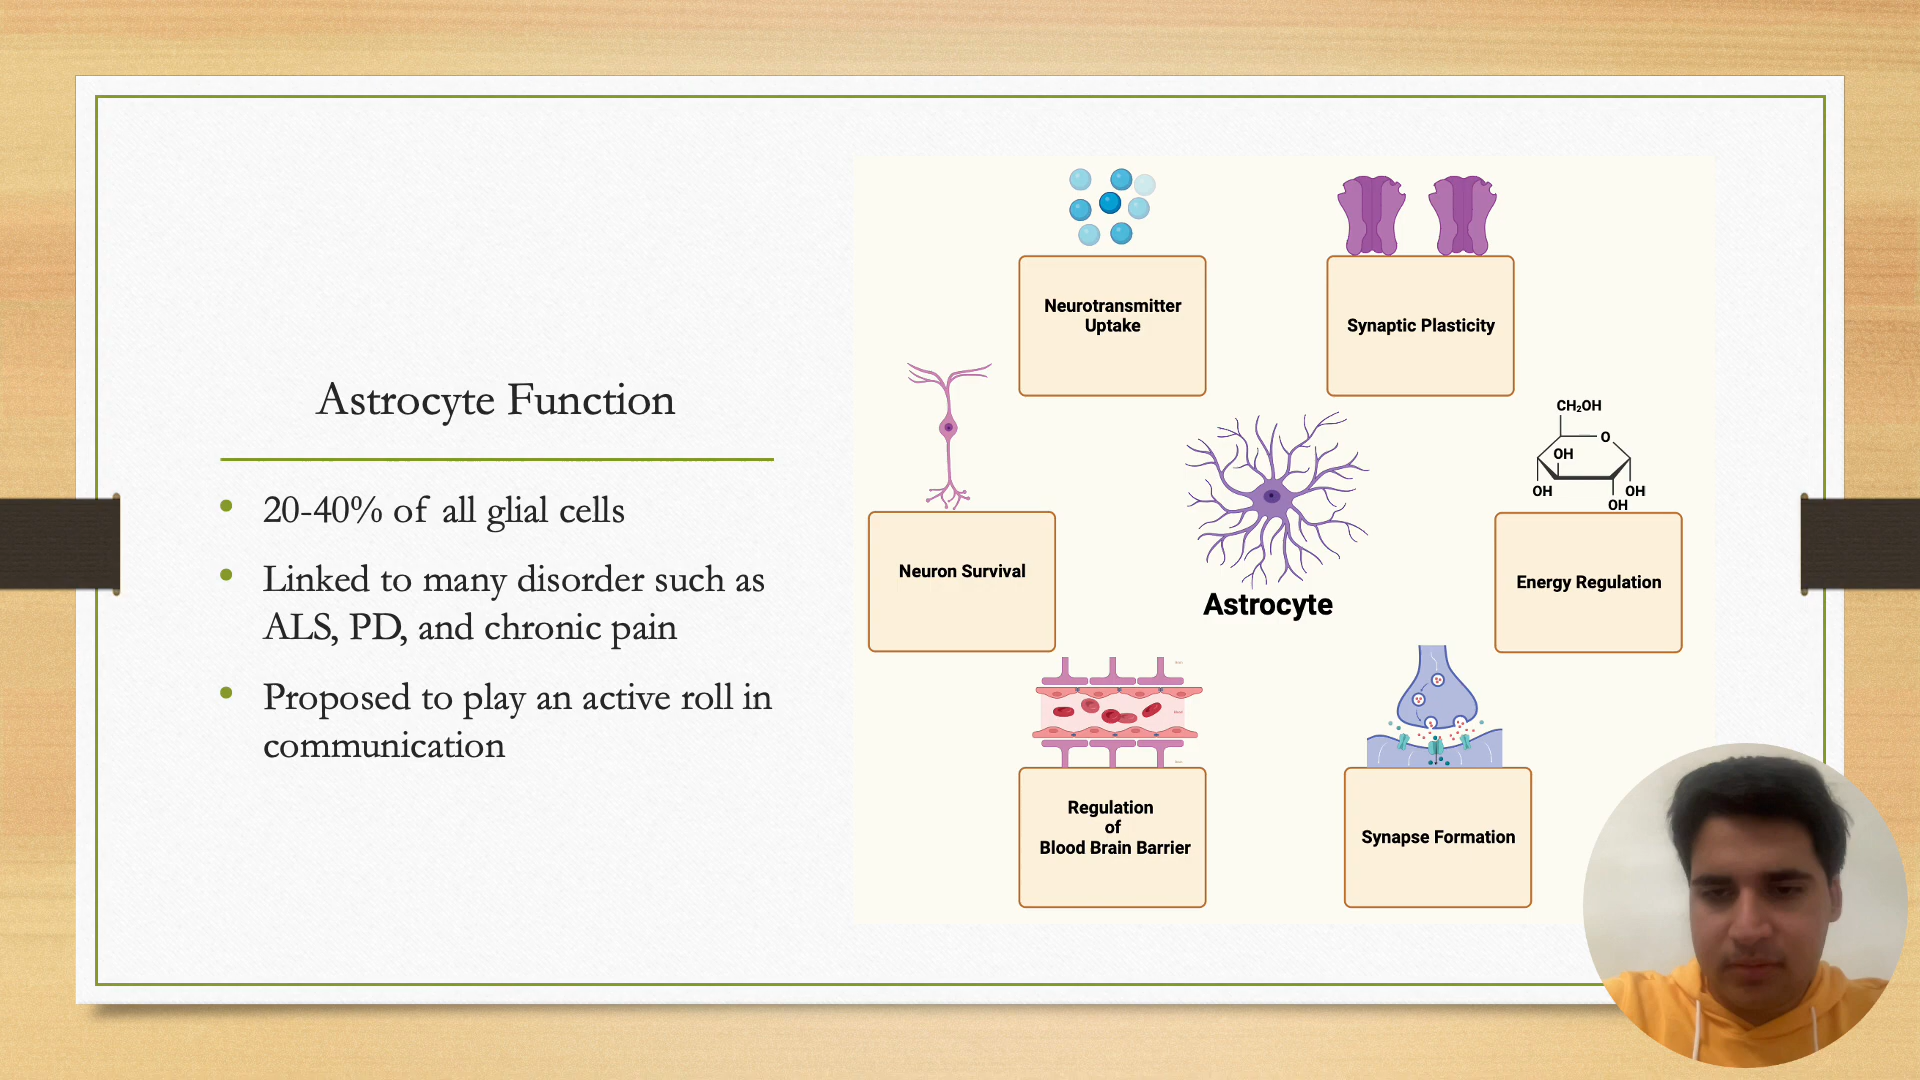 Astrocyte Function
20-40% of all glial cells
Linked to many disorder such as
ALS, PD, and chronic pain
Proposed to play an active roll in
communication
Neurotransmitter
Uptake
Synaptic Plasticity
Neuron Survival
Astrocyte
CH₂OH
O
OH
OH
OH
OH
Energy Regulation
Regulation
of
Blood Brain Barrier
Synapse Formation